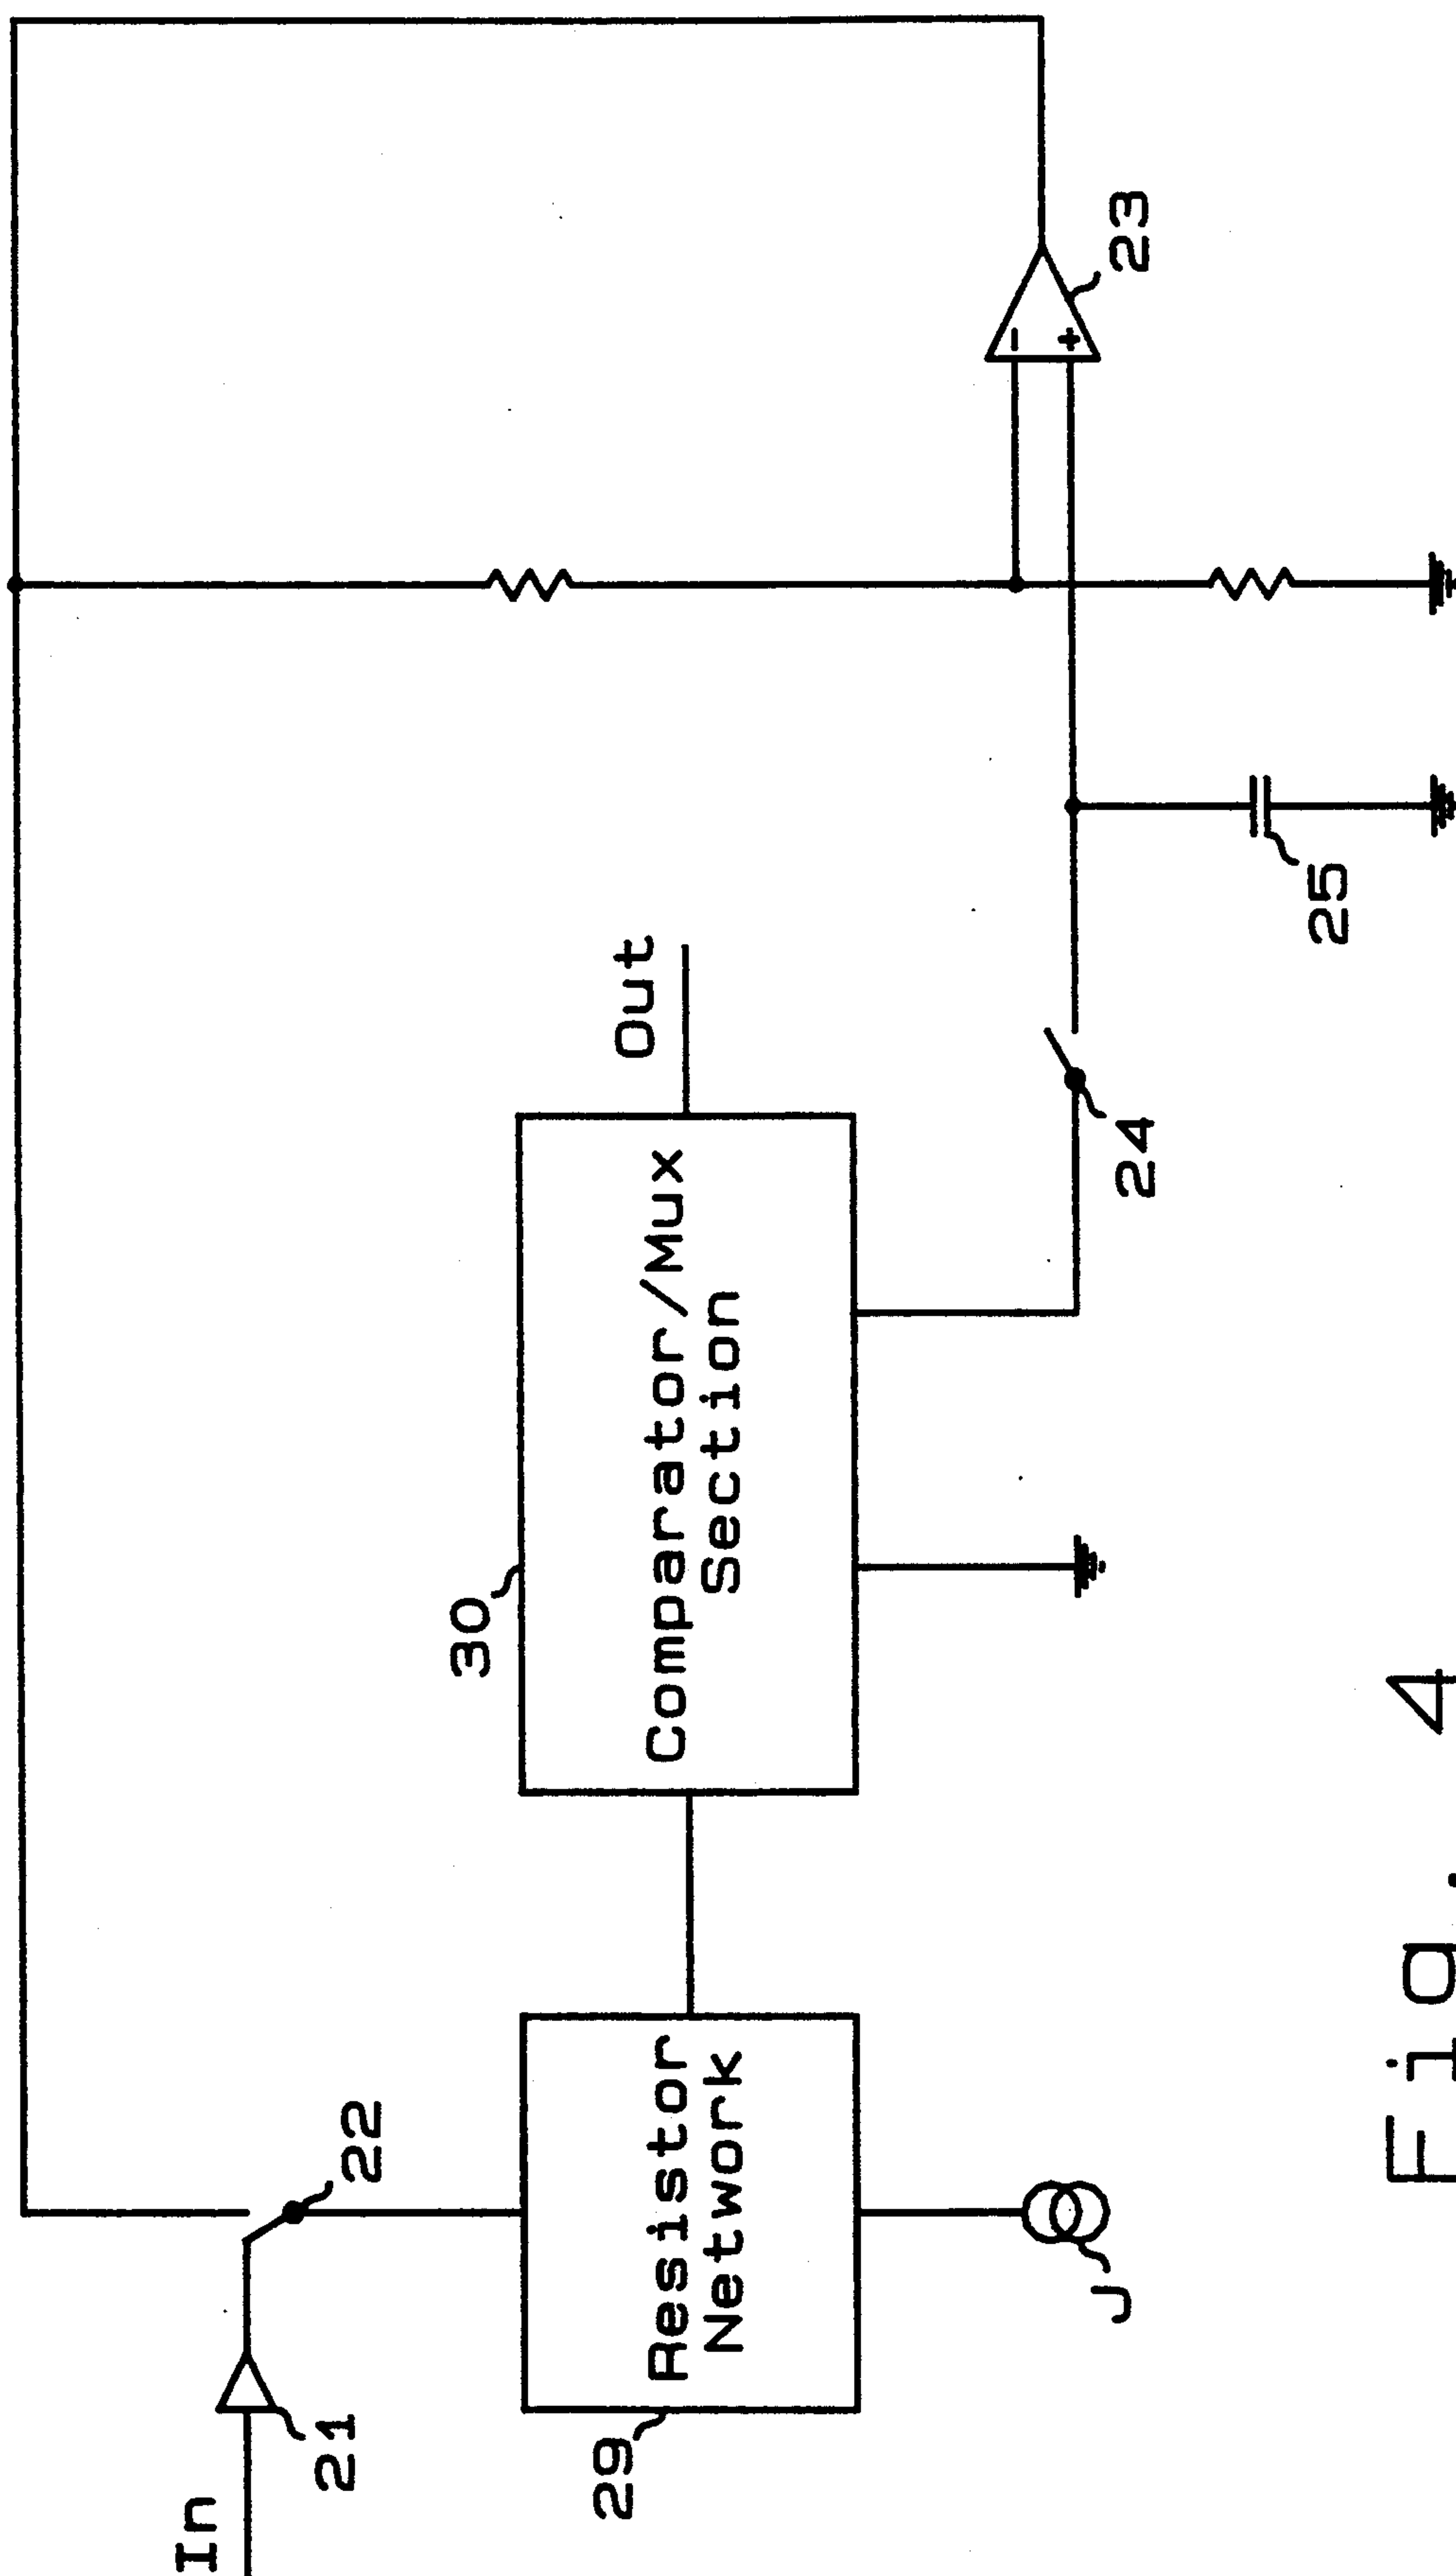 In
21
22
29
Resistor
Network
J
30
Comparator/Mux
Section
Out
24
25
-
+
23
Fig. 4